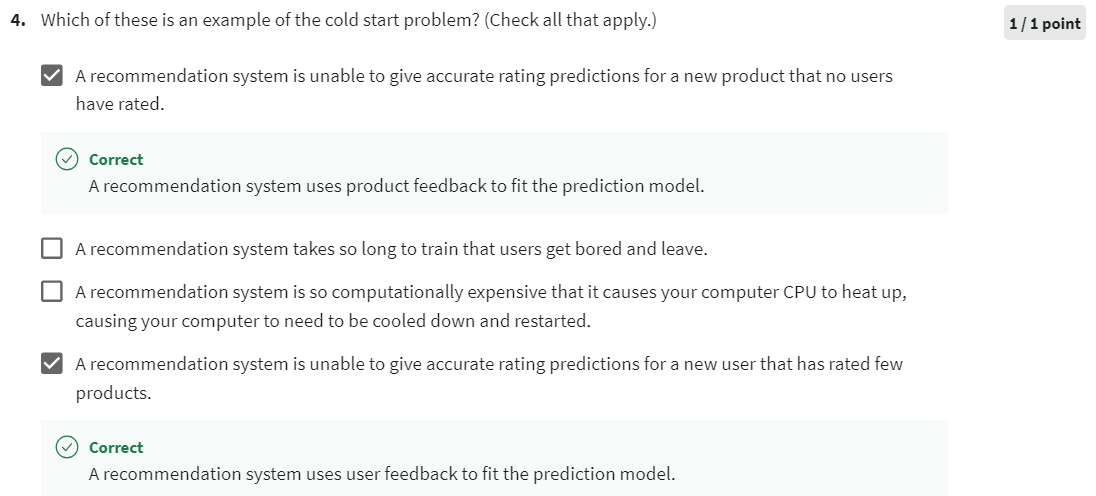 4. Which of these is an example of the cold start problem? (Check all that apply.)
1 / 1 point
A recommendation system is unable to give accurate rating predictions for a new product that no users
have rated.
Correct
A recommendation system uses product feedback to fit the prediction model.
A recommendation system takes so long to train that users get bored and leave.
A recommendation system is so computationally expensive that it causes your computer CPU to heat up,
causing your computer to need to be cooled down and restarted.
A recommendation system is unable to give accurate rating predictions for a new user that has rated few
products.
Correct
A recommendation system uses user feedback to fit the prediction model.